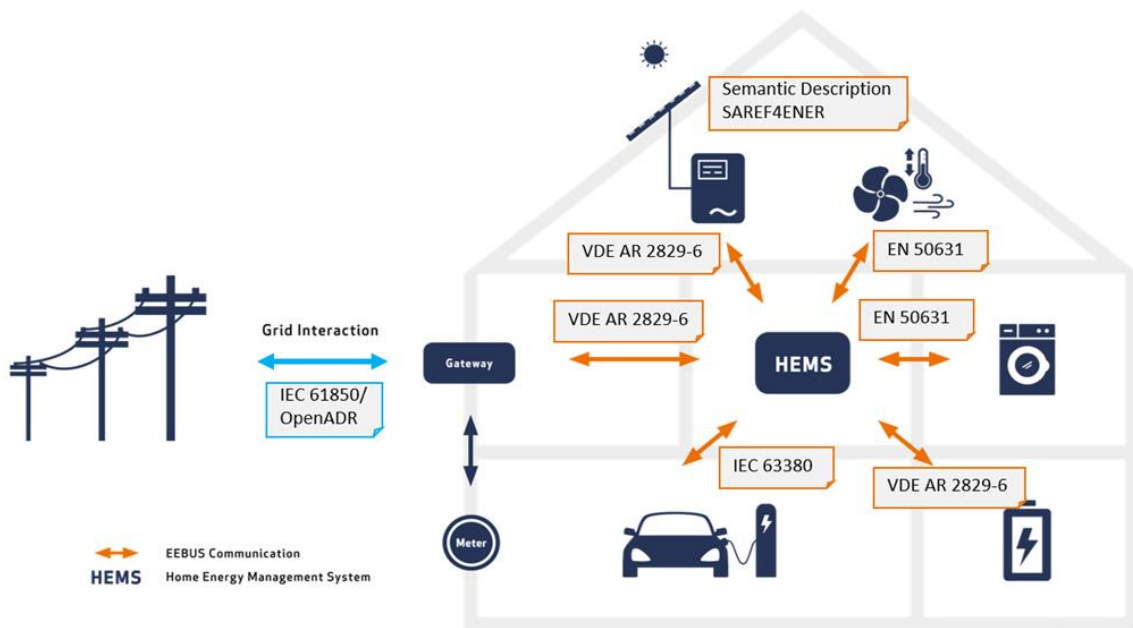 Semantic Description
SAREF4ENER
VDE AR 2829-6
EN 50631
VDE AR 2829-6
EN 50631
Grid Interaction
Gateway
HEMS
IEC 61850/
OpenADR
IEC 63380
VDE AR 2829-6
Meter
EEBUS Communication
HEMS Home Energy Management System